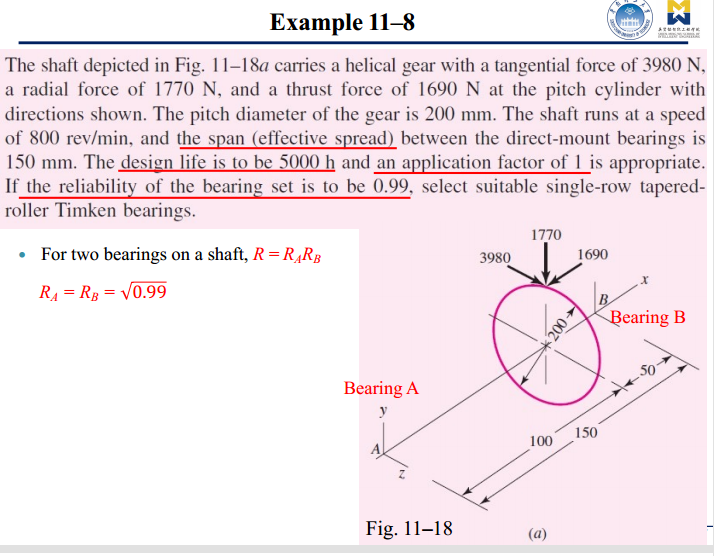 Example 11–8
The shaft depicted in Fig. 11–18a carries a helical gear with a tangential force of 3980 N,
a radial force of 1770 N, and a thrust force of 1690 N at the pitch cylinder with
directions shown. The pitch diameter of the gear is 200 mm. The shaft runs at a speed
of 800 rev/min, and the span (effective spread) between the direct-mount bearings is
150 mm. The design life is to be 5000 h and an application factor of 1 is appropriate.
If the reliability of the bearing set is to be 0.99, select suitable single-row tapered-
roller Timken bearings.
• For two bearings on a shaft, R = R_A R_B
R_A = R_B = √0.99
1770
3980
1690
x
B
Bearing B
200
50
Bearing A
y
150
100
A
z
Fig. 11–18
(a)